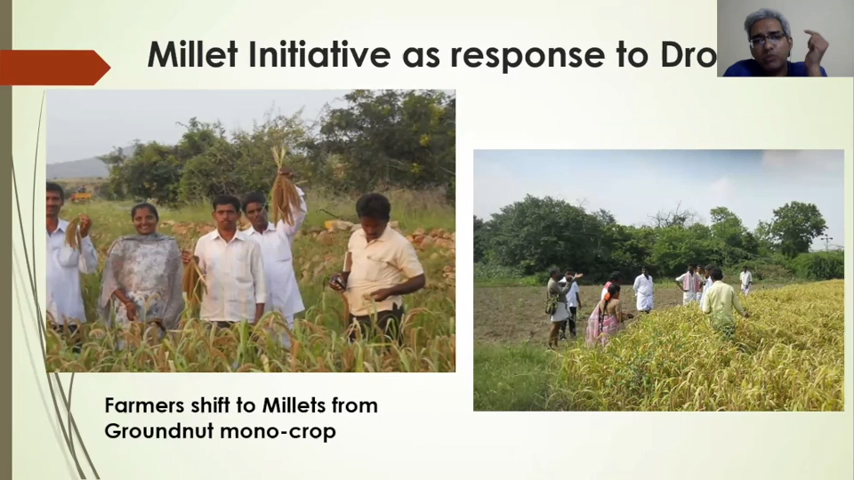 Millet Initiative as response to Dro
Farmers shift to Millets from
Groundnut mono-crop